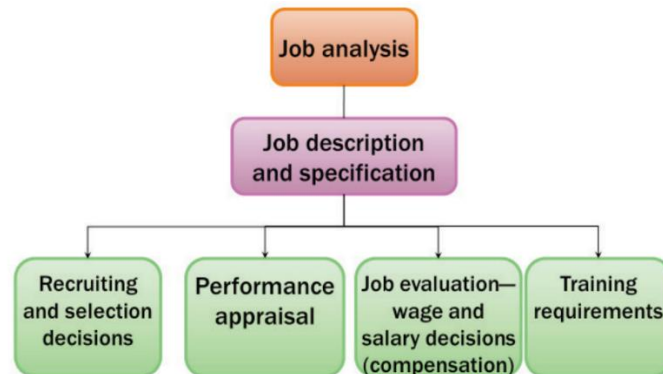 Job analysis
Job description
and specification
Recruiting
and selection
decisions
Performance
appraisal
Job evaluation—
wage and
salary decisions
(compensation)
Training
requirements